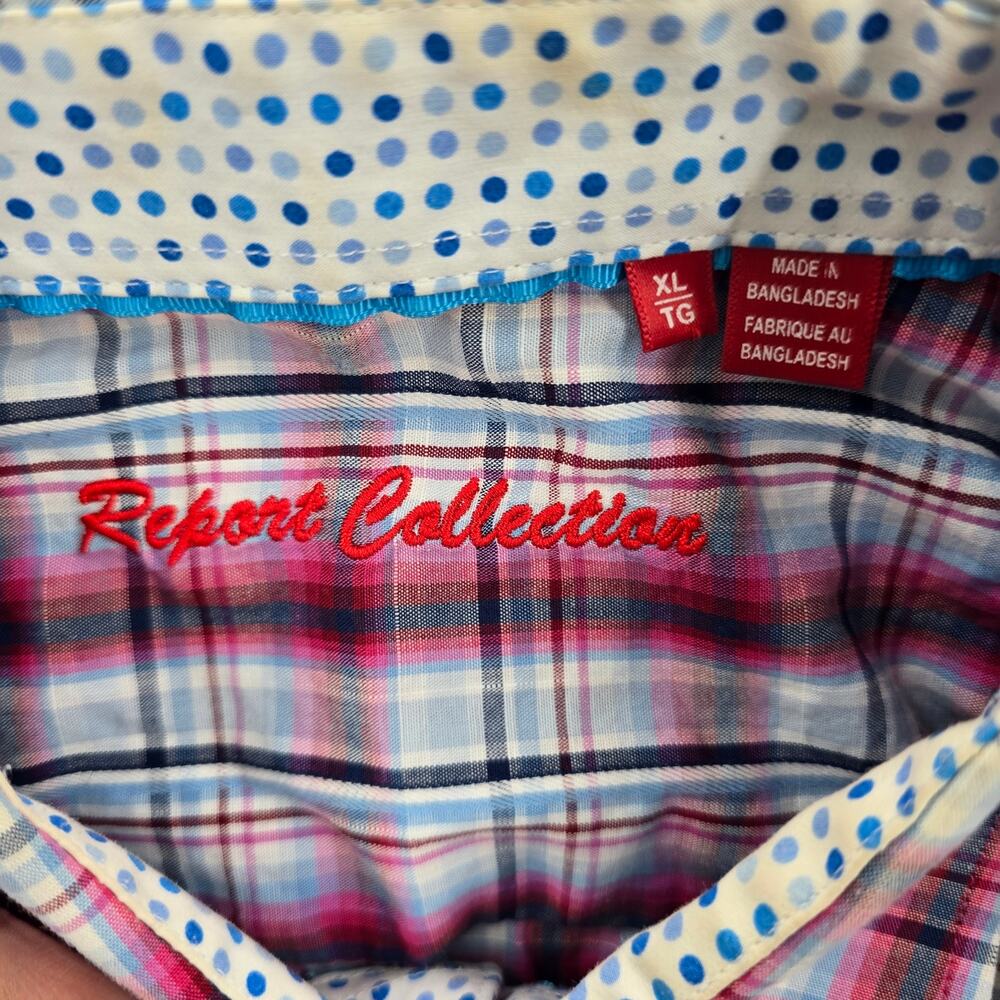 XL
TG
MADE IN
BANGLADESH
FABRIQUE AU
BANGLADESH
Report Collection